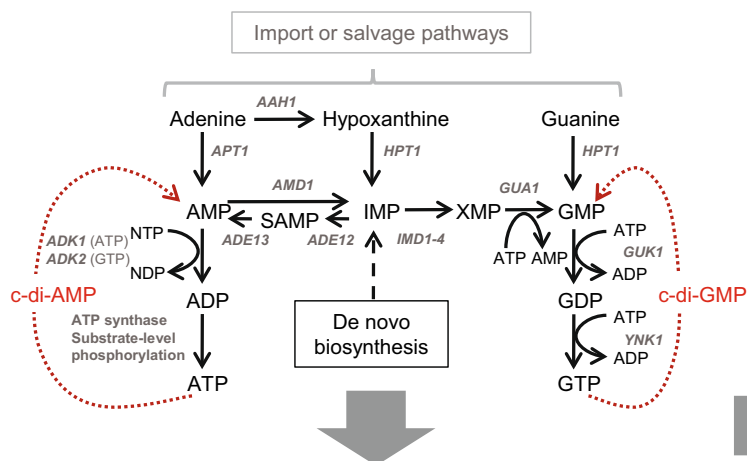 Import or salvage pathways
Adenine AAH1 Hypoxanthine Guanine
APT1 HPT1 HPT1
AMD1 GUA1
AMP SAMP IMP XMP GMP
ADE13 ADE12 IMD1-4
ATP AMP
NTP
ADK1 (ATP)
ADK2 (GTP)
NDP
ATP
GUK1
ADP
c-di-AMP ADP GDP c-di-GMP
ATP synthase
Substrate-level
phosphorylation
De novo
biosynthesis
ATP
YNK1
ADP
ATP GTP